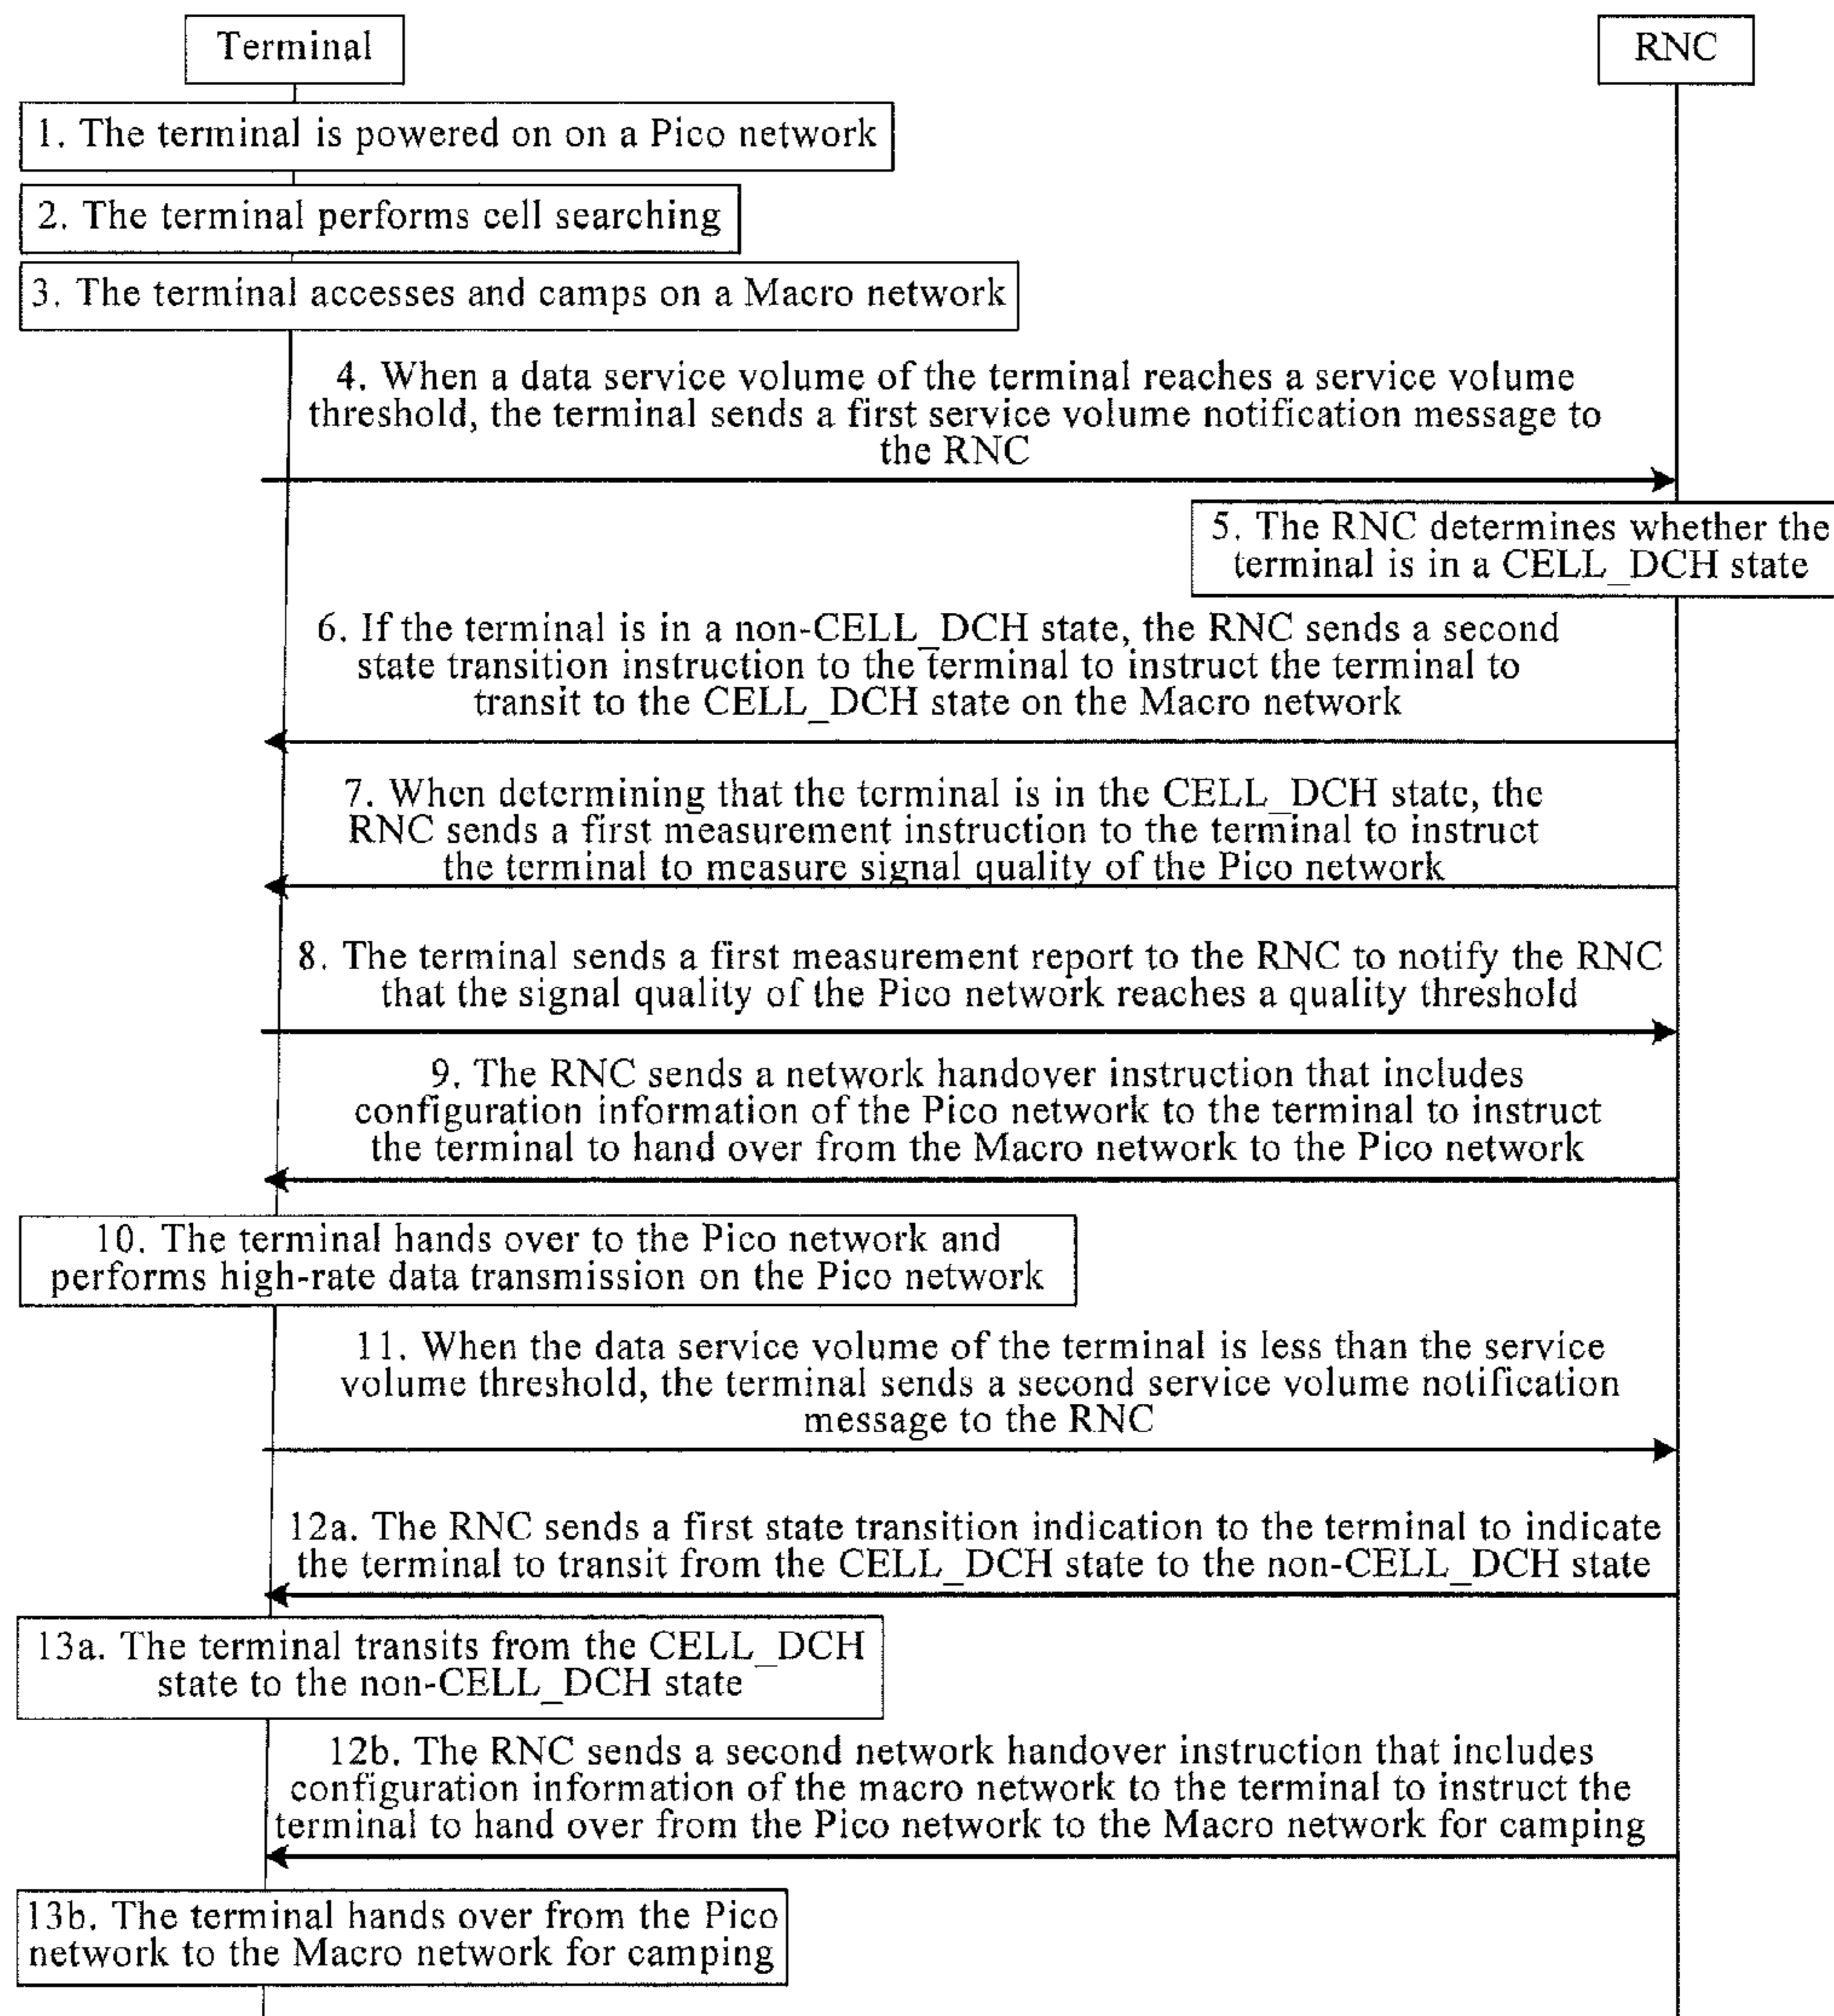 Terminal
RNC
1. The terminal is powered on on a Pico network
2. The terminal performs cell searching
3. The terminal accesses and camps on a Macro network
4. When a data service volume of the terminal reaches a service volume
threshold, the terminal sends a first service volume notification message to
the RNC
5. The RNC determines whether the
terminal is in a CELL_DCH state
6. If the terminal is in a non-CELL_DCH state, the RNC sends a second
state transition instruction to the terminal to instruct the terminal to
transit to the CELL_DCH state on the Macro network
7. When determining that the terminal is in the CELL_DCH state, the
RNC sends a first measurement instruction to the terminal to instruct
the terminal to measure signal quality of the Pico network
8. The terminal sends a first measurement report to the RNC to notify the RNC
that the signal quality of the Pico network reaches a quality threshold
9. The RNC sends a network handover instruction that includes
configuration information of the Pico network to the terminal to instruct
the terminal to hand over from the Macro network to the Pico network
10. The terminal hands over to the Pico network and
performs high-rate data transmission on the Pico network
11. When the data service volume of the terminal is less than the service
volume threshold, the terminal sends a second service volume notification
message to the RNC
12a. The RNC sends a first state transition indication to the terminal to indicate
the terminal to transit from the CELL_DCH state to the non-CELL_DCH state
13a. The terminal transits from the CELL_DCH
state to the non-CELL_DCH state
12b. The RNC sends a second network handover instruction that includes
configuration information of the macro network to the terminal to instruct the
terminal to hand over from the Pico network to the Macro network for camping
13b. The terminal hands over from the Pico
network to the Macro network for camping